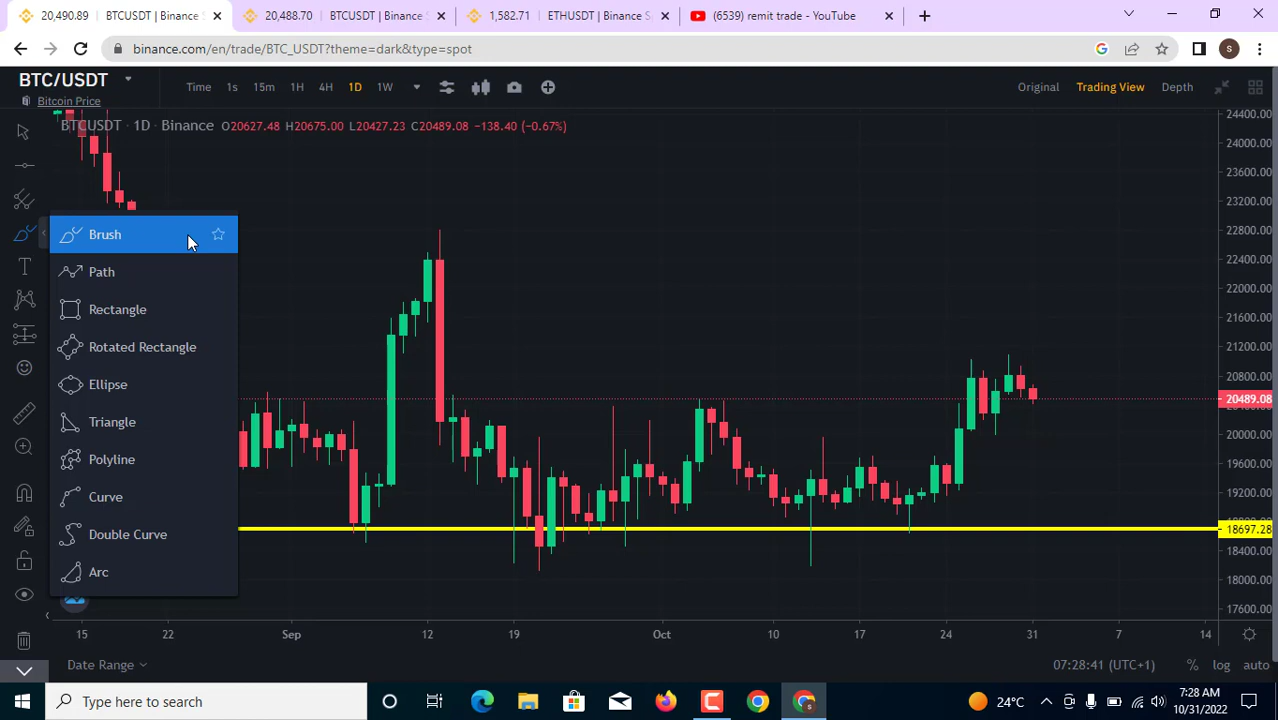 20,490.89 BTCUSDT | Binance S
20,488.70 BTCUSDT | Binance S
1,582.71 ETHUSDT | Binance Sp
(6539) remit trade - YouTube
binance.com/en/trade/BTC_USDT?theme=dark&type=spot
S
BTC/USDT
Bitcoin Price
Time 1s 15m 1H 4H 1D 1W
Original Trading View Depth
BTCUSDT · 1D · Binance O20627.48 H20675.00 L20427.23 C20489.08 −138.40 (−0.67%)
24400.00
24000.00
23600.00
23200.00
22800.00
22400.00
22000.00
21600.00
21200.00
20800.00
20489.08
20000.00
19600.00
19200.00
18697.28
18400.00
18000.00
17600.00
Brush
Path
Rectangle
Rotated Rectangle
Ellipse
Triangle
Polyline
Curve
Double Curve
Arc
15 22 Sep 12 19 Oct 10 17 24 31 7 14
Date Range
07:28:41 (UTC+1) % log auto
Type here to search
24°C
7:28 AM
10/31/2022